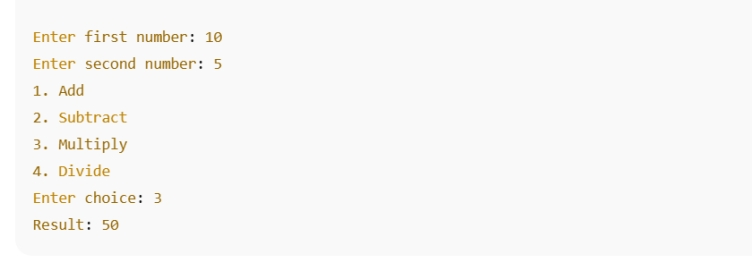 Enter first number: 10
Enter second number: 5
1. Add
2. Subtract
3. Multiply
4. Divide
Enter choice: 3
Result: 50